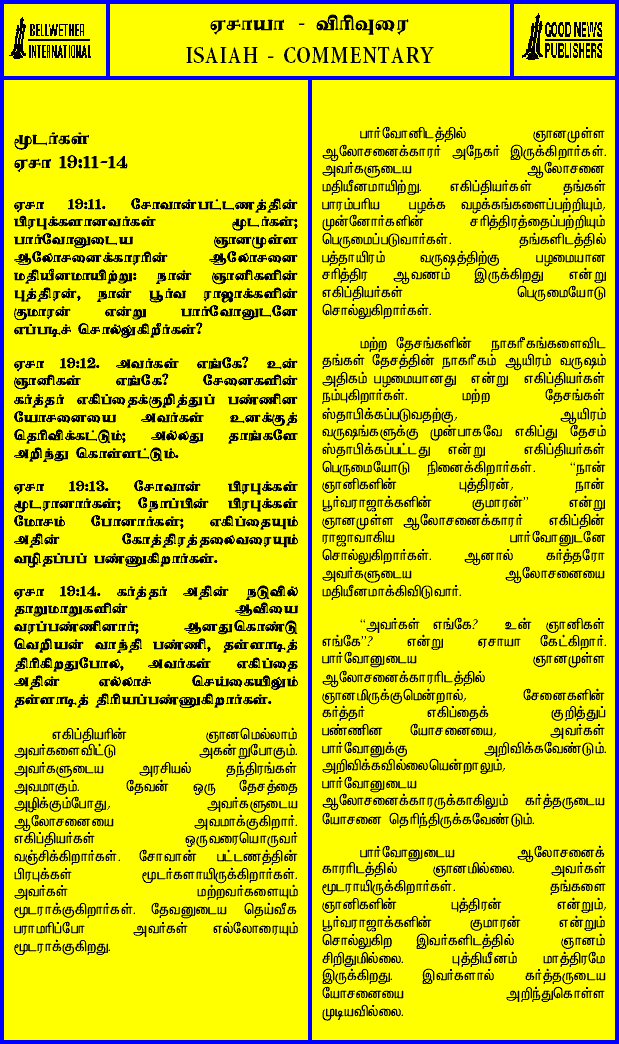 BELLWETHER
INTERNATIONAL
ஏசாயா - விரிவுரை
ISAIAH - COMMENTARY
GOOD NEWS
PUBLISHERS
மூடர்கள்
ஏசா 19:11-14
ஏசா 19:11. சோவான்பட்டணத்தின்
பிரபுக்களானவர்கள் மூடர்கள்;
பார்வோனுடைய ஞானமுள்ள
ஆலோசனைக்காரரின் ஆலோசனை
மதியீனமாயிற்று: நான் ஞானிகளின்
புத்திரன், நான் பூர்வ ராஜாக்களின்
குமாரன் என்று பார்வோனுடனே
எப்படிச் சொல்லுகிறீர்கள்?
ஏசா 19:12. அவர்கள் எங்கே? உன்
ஞானிகள் எங்கே? சேனைகளின்
கர்த்தர் எகிப்தைக்குறித்துப் பண்ணின
யோசனையை அவர்கள் உனக்குத்
தெரிவிக்கட்டும்; அல்லது தாங்களே
அறிந்து கொள்ளட்டும்.
ஏசா 19:13. சோவான் பிரபுக்கள்
மூடரானார்கள்; நோப்பின் பிரபுக்கள்
மோசம் போனார்கள்; எகிப்தையும்
அதின் கோத்திரத்தலைவரையும்
வழிதப்பப் பண்ணுகிறார்கள்.
ஏசா 19:14. கர்த்தர் அதின் நடுவில்
தாறுமாறுகளின் ஆவியை
வரப்பண்ணினார்; ஆனதுகொண்டு
வெறியன் வாந்தி பண்ணி, தள்ளாடித்
திரிகிறதுபோல, அவர்கள் எகிப்தை
அதின் எல்லாச் செய்கையிலும்
தள்ளாடித் திரியப்பண்ணுகிறார்கள்.
எகிப்தியரின் ஞானமெல்லாம்
அவர்களைவிட்டு அகன்றுபோகும்.
அவர்களுடைய அரசியல் தந்திரங்கள்
அவமாகும். தேவன் ஒரு தேசத்தை
அழிக்கும்போது, அவர்களுடைய
ஆலோசனையை அவமாக்குகிறார்.
எகிப்தியர்கள் ஒருவரையொருவர்
வஞ்சிக்கிறார்கள். சோவான் பட்டணத்தின்
பிரபுக்கள் மூடர்களாயிருக்கிறார்கள்.
அவர்கள் மற்றவர்களையும்
மூடராக்குகிறார்கள். தேவனுடைய தெய்வீக
பராமரிப்போ அவர்கள் எல்லோரையும்
மூடராக்குகிறது.
பார்வோனிடத்தில் ஞானமுள்ள
ஆலோசனைக்காரர் அநேகர் இருக்கிறார்கள்.
அவர்களுடைய ஆலோசனை
மதியீனமாயிற்று. எகிப்தியர்கள் தங்கள்
பாரம்பரிய பழக்க வழக்கங்களைப்பற்றியும்,
முன்னோர்களின் சரித்திரத்தைப்பற்றியும்
பெருமைப்படுவார்கள். தங்களிடத்தில்
பத்தாயிரம் வருஷத்திற்கு பழமையான
சரித்திர ஆவணம் இருக்கிறது என்று
எகிப்தியர்கள் பெருமையோடு
சொல்லுகிறார்கள்.
மற்ற தேசங்களின் நாகரீகங்களைவிட
தங்கள் தேசத்தின் நாகரீகம் ஆயிரம் வருஷம்
அதிகம் பழமையானது என்று எகிப்தியர்கள்
நம்புகிறார்கள். மற்ற தேசங்கள்
ஸ்தாபிக்கப்படுவதற்கு, ஆயிரம்
வருஷங்களுக்கு முன்பாகவே எகிப்து தேசம்
ஸ்தாபிக்கப்பட்டது என்று எகிப்தியர்கள்
பெருமையோடு நினைக்கிறார்கள். “நான்
ஞானிகளின் புத்திரன், நான்
பூர்வராஜாக்களின் குமாரன்” என்று
ஞானமுள்ள ஆலோசனைக்காரர் எகிப்தின்
ராஜாவாகிய பார்வோனுடனே
சொல்லுகிறார்கள். ஆனால் கர்த்தரோ
அவர்களுடைய ஆலோசனையை
மதியீனமாக்கிவிடுவார்.
“அவர்கள் எங்கே? உன் ஞானிகள்
எங்கே”? என்று ஏசாயா கேட்கிறார்.
பார்வோனுடைய ஞானமுள்ள
ஆலோசனைக்காரரிடத்தில்
ஞானமிருக்குமென்றால், சேனைகளின்
கர்த்தர் எகிப்தைக் குறித்துப்
பண்ணின யோசனையை, அவர்கள்
பார்வோனுக்கு அறிவிக்கவேண்டும்.
அறிவிக்கவில்லையென்றாலும்,
பார்வோனுடைய
ஆலோசனைக்காரருக்காகிலும் கர்த்தருடைய
யோசனை தெரிந்திருக்கவேண்டும்.
பார்வோனுடைய ஆலோசனைக்
காரரிடத்தில் ஞானமில்லை. அவர்கள்
மூடராயிருக்கிறார்கள். தங்களை
ஞானிகளின் புத்திரன் என்றும்,
பூர்வராஜாக்களின் குமாரன் என்றும்
சொல்லுகிற இவர்களிடத்தில் ஞானம்
சிறிதுமில்லை. புத்தியீனம் மாத்திரமே
இருக்கிறது. இவர்களால் கர்த்தருடைய
யோசனையை அறிந்துகொள்ள
முடியவில்லை.